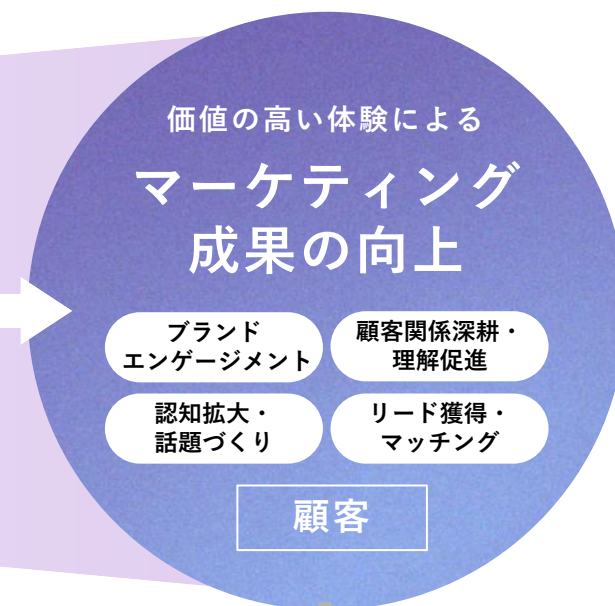 価値の高い体験による
マーケティング
成果の向上
ブランド
エンゲージメント
顧客関係深耕・
理解促進
認知拡大・
話題づくり
リード獲得・
マッチング
顧客